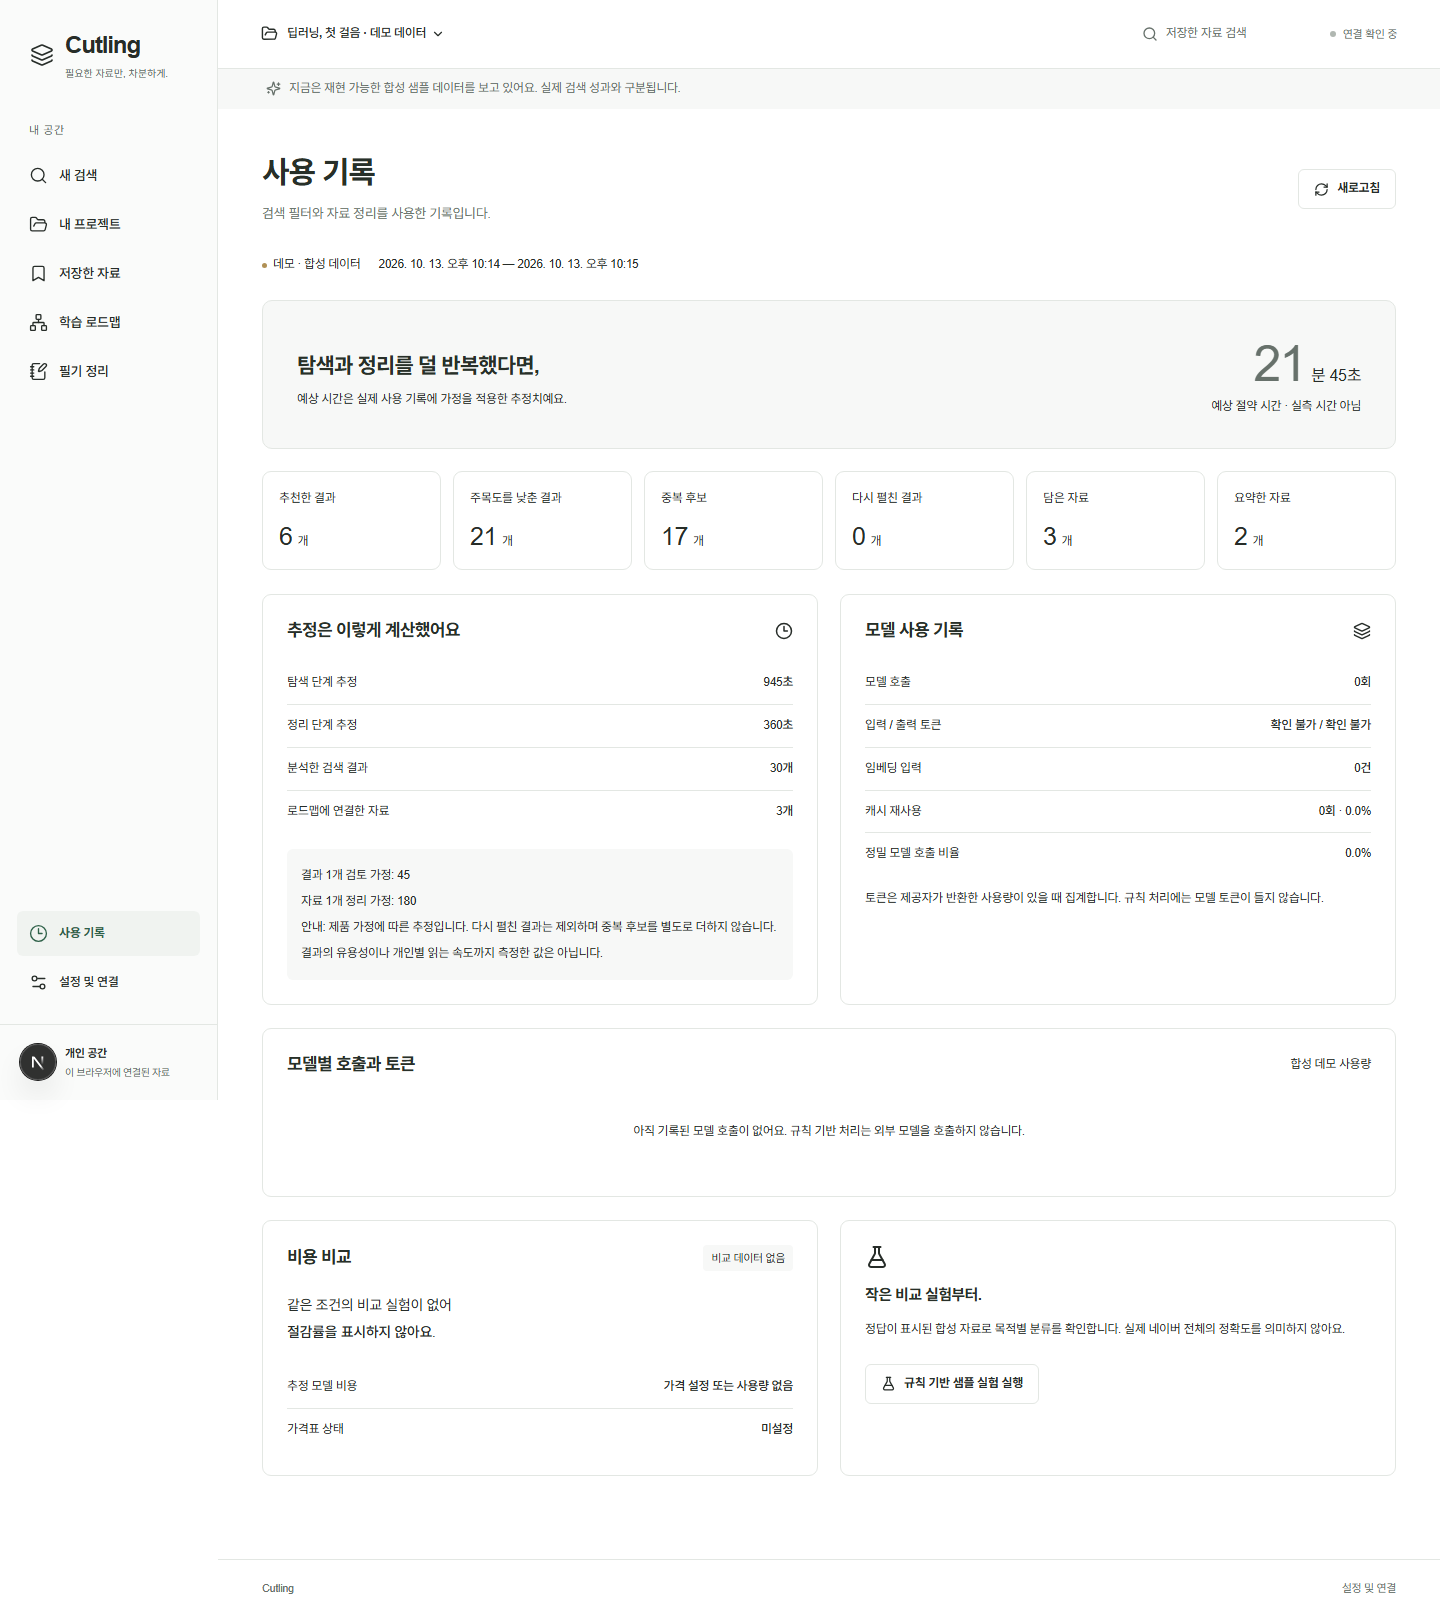 Cutling
필요한 자료만, 차분하게.
내 공간
새 검색
내 프로젝트
저장한 자료
학습 로드맵
필기 정리
사용 기록
설정 및 연결
N
개인 공간
이 브라우저에 연결된 자료
딥러닝, 첫 걸음 · 데모 데이터
저장한 자료 검색
연결 확인 중
지금은 재현 가능한 합성 샘플 데이터를 보고 있어요. 실제 검색 성과와 구분됩니다.
사용 기록
검색 필터와 자료 정리를 사용한 기록입니다.
새로고침
데모 · 합성 데이터 2026. 10. 13. 오후 10:14 — 2026. 10. 13. 오후 10:15
탐색과 정리를 덜 반복했다면,
예상 시간은 실제 사용 기록에 가정을 적용한 추정치예요.
21 분 45초
예상 절약 시간 · 실측 시간 아님
추천한 결과
6 개
주목도를 낮춘 결과
21 개
중복 후보
17 개
다시 펼친 결과
0 개
담은 자료
3 개
요약한 자료
2 개
추정은 이렇게 계산했어요
탐색 단계 추정 945초
정리 단계 추정 360초
분석한 검색 결과 30개
로드맵에 연결한 자료 3개
결과 1개 검토 가정: 45
자료 1개 정리 가정: 180
안내: 제품 가정에 따른 추정입니다. 다시 펼친 결과는 제외하며 중복 후보를 별도로 더하지 않습니다.
결과의 유용성이나 개인별 읽는 속도까지 측정한 값은 아닙니다.
모델 사용 기록
모델 호출 0회
입력 / 출력 토큰 확인 불가 / 확인 불가
임베딩 입력 0건
캐시 재사용 0회 · 0.0%
정밀 모델 호출 비율 0.0%
토큰은 제공자가 반환한 사용량이 있을 때 집계합니다. 규칙 처리에는 모델 토큰이 들지 않습니다.
모델별 호출과 토큰
합성 데모 사용량
아직 기록된 모델 호출이 없어요. 규칙 기반 처리는 외부 모델을 호출하지 않습니다.
비용 비교
비교 데이터 없음
같은 조건의 비교 실험이 없어
절감률을 표시하지 않아요.
추정 모델 비용 가격 설정 또는 사용량 없음
가격표 상태 미설정
작은 비교 실험부터.
정답이 표시된 합성 자료로 목적별 분류를 확인합니다. 실제 네이버 전체의 정확도를 의미하지 않아요.
규칙 기반 샘플 실험 실행
Cutling
설정 및 연결